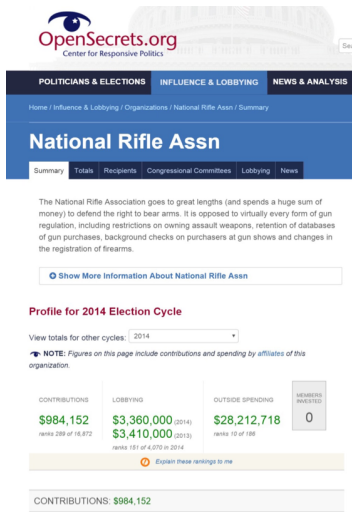 OpenSecrets.org
Center for Responsive Politics
Sea
POLITICIANS & ELECTIONS
INFLUENCE & LOBBYING
NEWS & ANALYSIS
Home / Influence & Lobbying / Organizations / National Rifle Assn / Summary
National Rifle Assn
Summary
Totals
Recipients
Congressional Committees
Lobbying
News
The National Rifle Association goes to great lengths (and spends a huge sum of
money) to defend the right to bear arms. It is opposed to virtually every form of gun
regulation, including restrictions on owning assault weapons, retention of databases
of gun purchases, background checks on purchasers at gun shows and changes in
the registration of firearms.
Show More Information About National Rifle Assn
Profile for 2014 Election Cycle
View totals for other cycles: 2014
NOTE: Figures on this page include contributions and spending by affiliates of this
organization.
CONTRIBUTIONS
$984,152
ranks 289 of 16,872
LOBBYING
$3,360,000 (2014)
$3,410,000 (2013)
ranks 151 of 4,070 in 2014
OUTSIDE SPENDING
$28,212,718
ranks 10 of 186
MEMBERS
INVESTED
0
Explain these rankings to me
CONTRIBUTIONS: $984,152